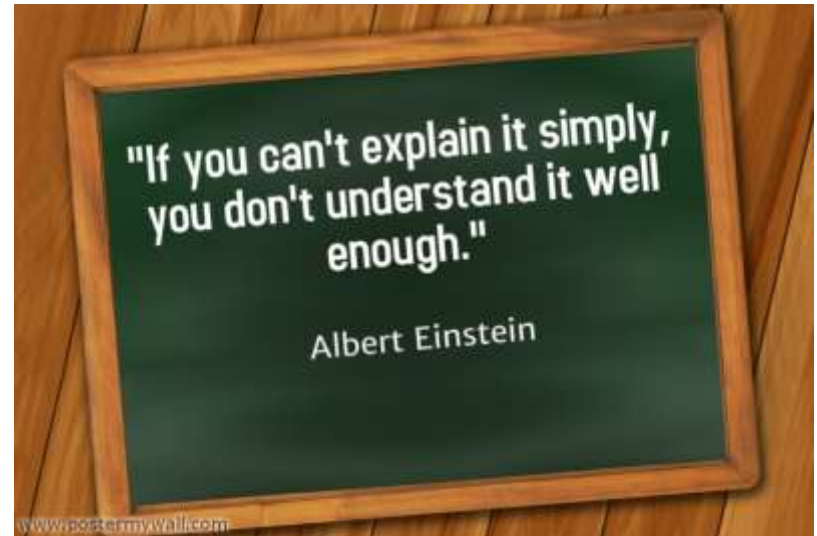 "If you can't explain it simply,
you don't understand it well
enough."
Albert Einstein
www.postermywall.com